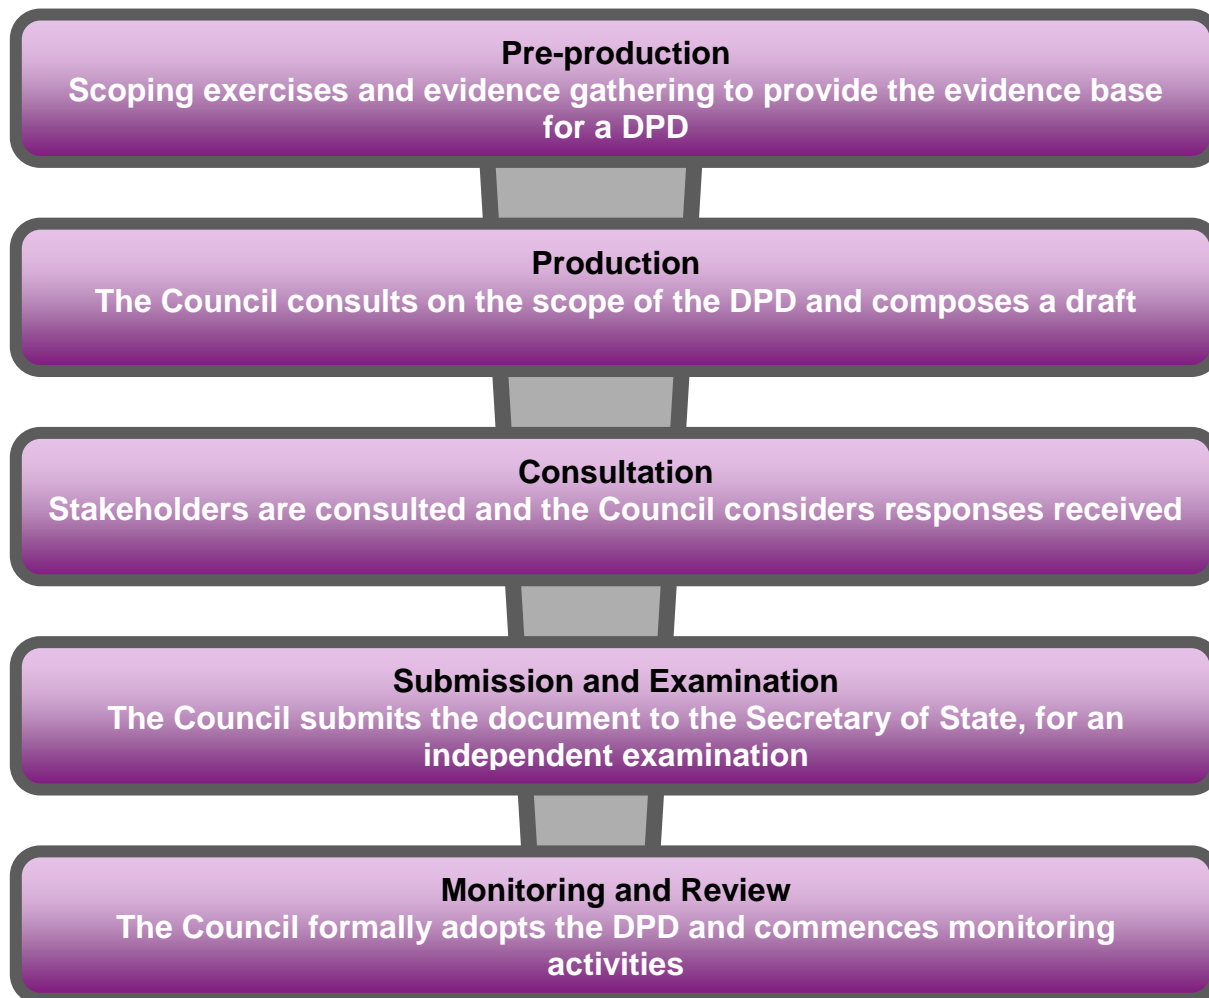 Pre-production
Scoping exercises and evidence gathering to provide the evidence base
for a DPD
Production
The Council consults on the scope of the DPD and composes a draft
Consultation
Stakeholders are consulted and the Council considers responses received
Submission and Examination
The Council submits the document to the Secretary of State, for an
independent examination
Monitoring and Review
The Council formally adopts the DPD and commences monitoring
activities